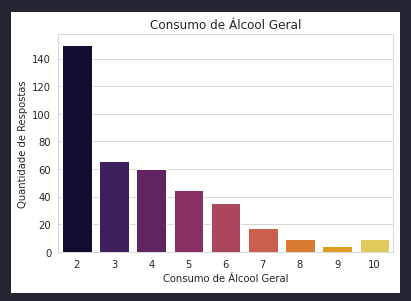 Consumo de Álcool Geral
Quantidade de Respostas
140
120
100
80
60
40
20
0
2 3 4 5 6 7 8 9 10
Consumo de Álcool Geral